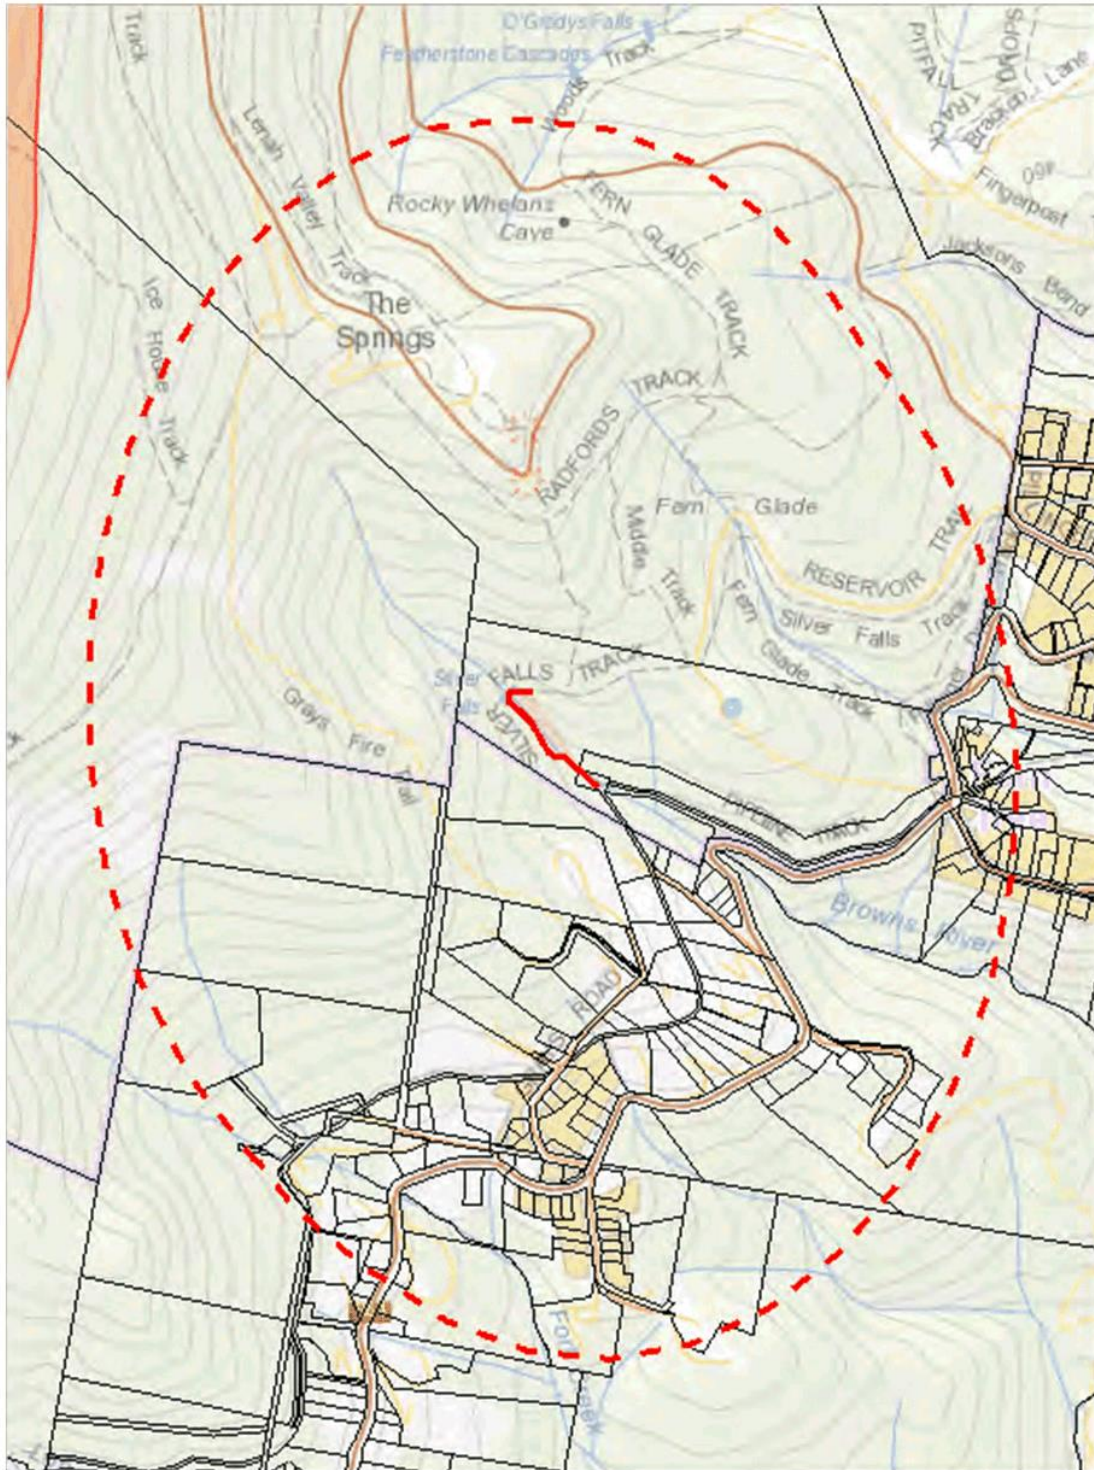 Track
O'Gradys Falls
Featherstone Cascades
Woods Track
PITFALL
TRACK
Lane
Fingerpost
Jacksons Bend
Lenah Valley Track
Rocky Whelans
Cave
FERN GLADE TRACK
The
Springs
Ice House Track
RADFORDS TRACK
Fern Glade
Middle Track
RESERVOIR TRAIL
Fern Glade Track
Silver Falls Track
Silver
Falls
SILVER FALLS TRACK
Grays Fire Trail
PIPELINE TRACK
Browns River
ROAD